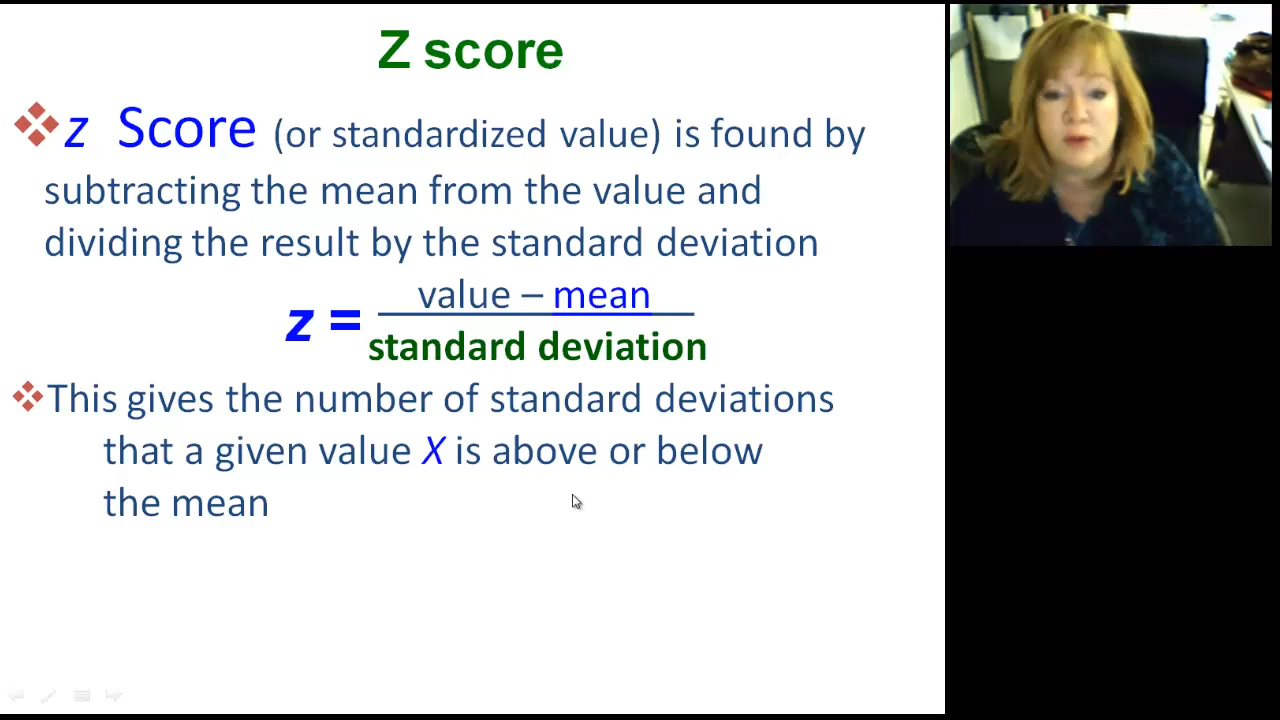 Z score
z Score (or standardized value) is found by
subtracting the mean from the value and
dividing the result by the standard deviation
value – mean
z =
standard deviation
This gives the number of standard deviations
that a given value X is above or below
the mean